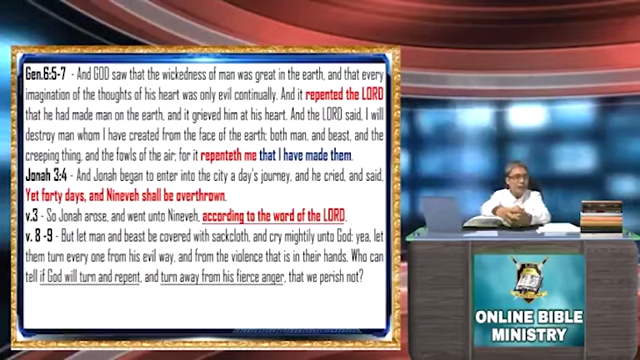 Gen.6:5-7 - And GOD saw that the wickedness of man was great in the earth, and that every
imagination of the thoughts of his heart was only evil continually. And it repented the LORD
that he had made man on the earth, and it grieved him at his heart. And the LORD said, I will
destroy man whom I have created from the face of the earth; both man, and beast, and the
creeping thing, and the fowls of the air; for it repenteth me that I have made them.
Jonah 3:4 - And Jonah began to enter into the city a day's journey, and he cried, and said,
Yet forty days, and Nineveh shall be overthrown.
v.3 - So Jonah arose, and went unto Nineveh, according to the word of the LORD.
v. 8 -9 - But let man and beast be covered with sackcloth, and cry mightily unto God: yea, let
them turn every one from his evil way, and from the violence that is in their hands. Who can
tell if God will turn and repent, and turn away from his fierce anger, that we perish not?
ONLINE BIBLE
MINISTRY